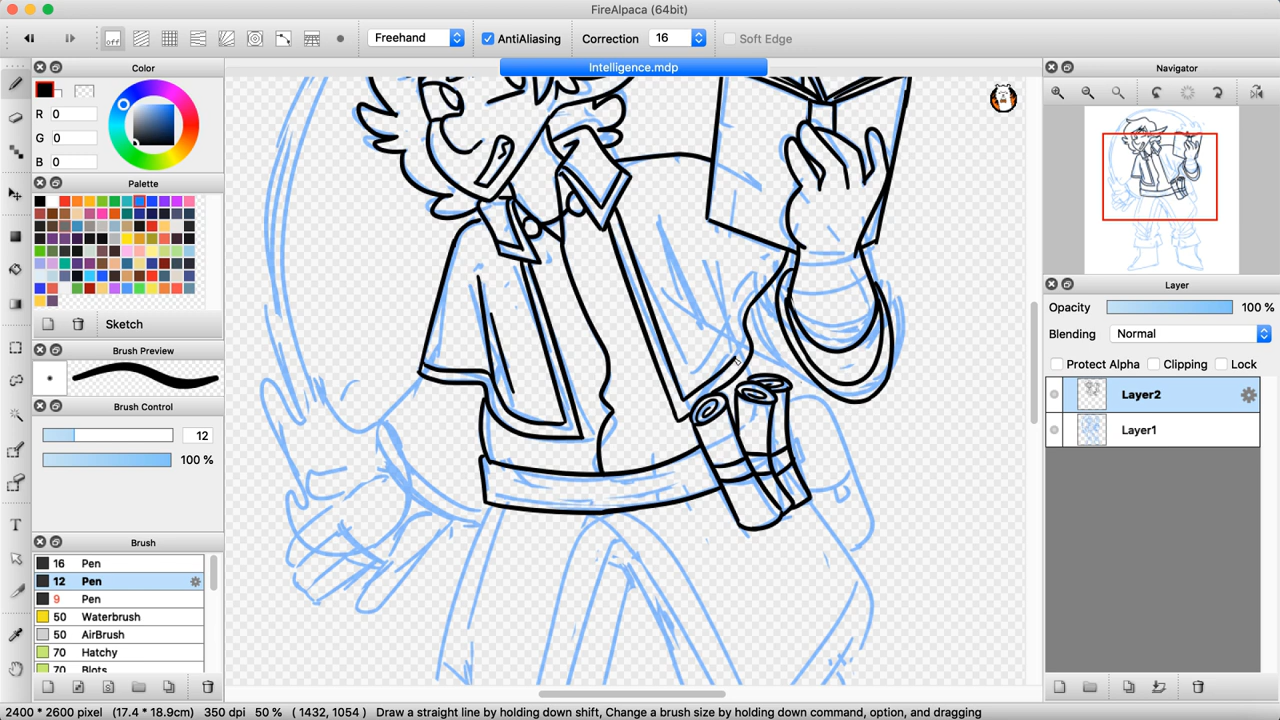 FireAlpaca (64bit)
off
Freehand
AntiAliasing
Correction
16
Soft Edge
Color
Intelligence.mdp
Navigator
R 0
G 0
B 0
Palette
Sketch
Brush Preview
Brush Control
12
100 %
Brush
16 Pen
12 Pen
9 Pen
50 Waterbrush
50 AirBrush
70 Hatchy
70 Blots
Layer
Opacity 100 %
Blending Normal
Protect Alpha Clipping Lock
Layer2
Layer1
T
2400 * 2600 pixel (17.4 * 18.9cm) 350 dpi 50 % ( 1432, 1054 ) Draw a straight line by holding down shift, Change a brush size by holding down command, option, and dragging